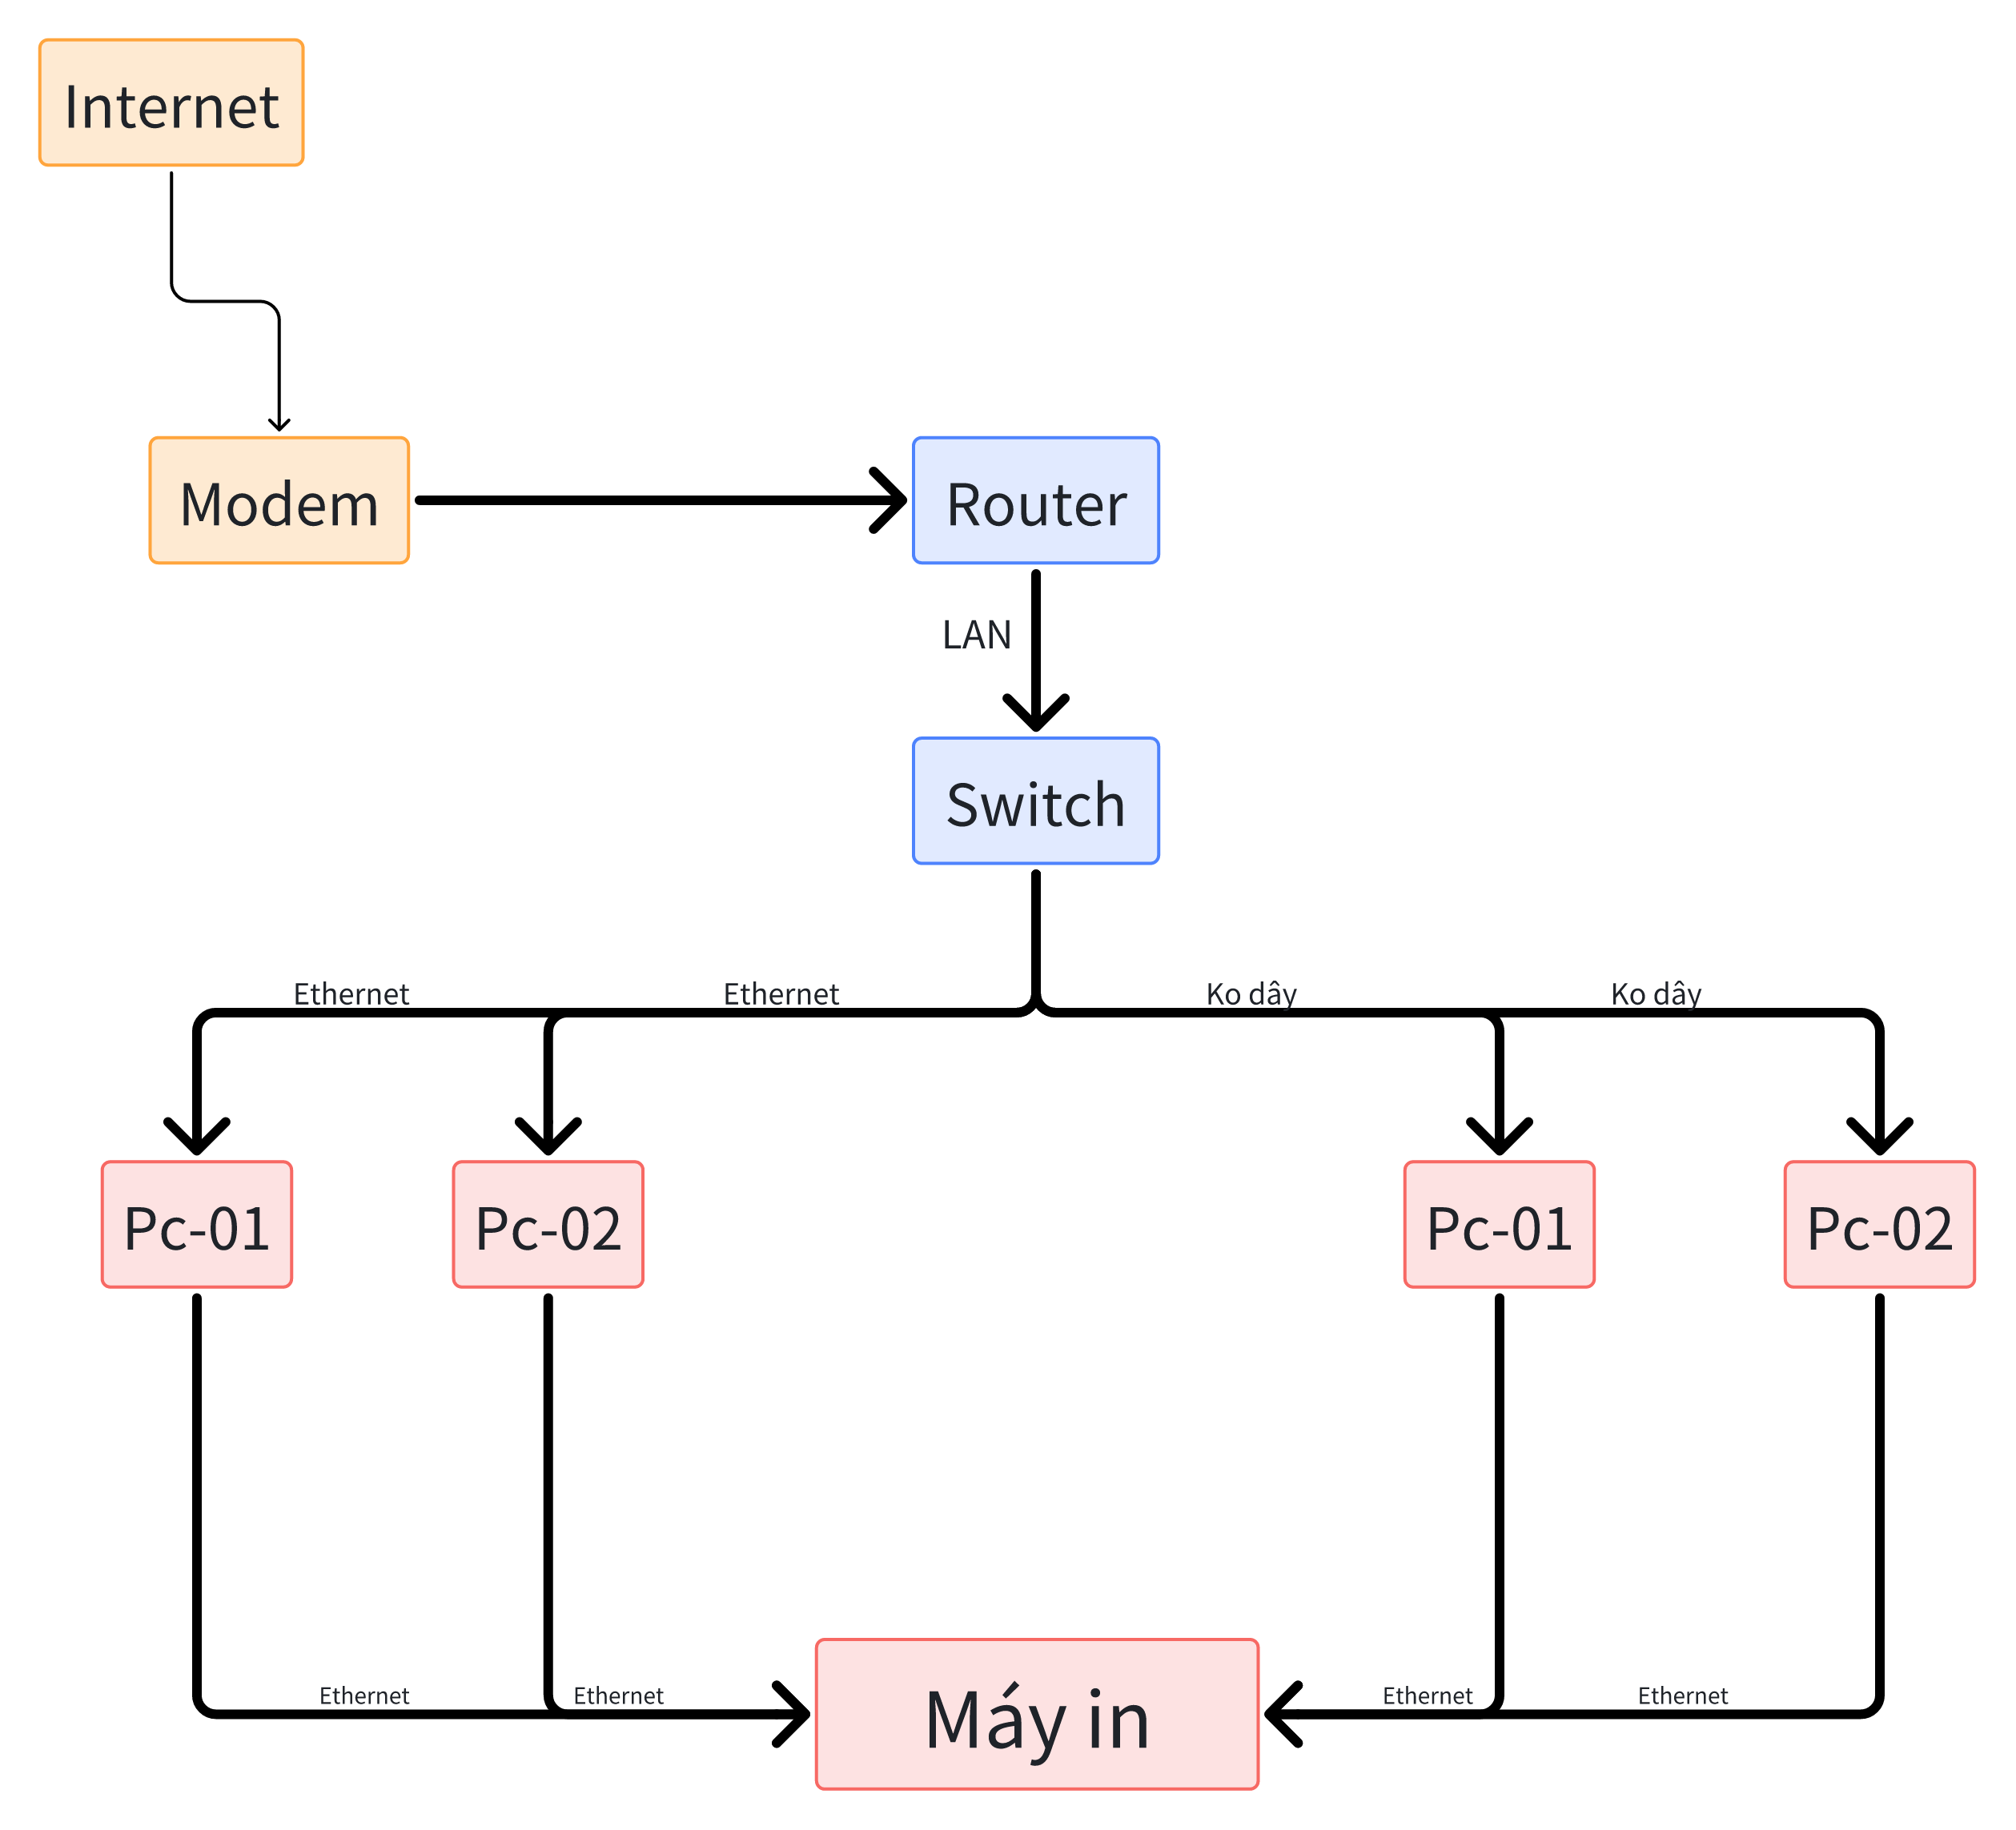 Internet
Modem
Router
LAN
Switch
Ethernet
Ethernet
Ko dây
Ko dây
Pc-01
Pc-02
Pc-01
Pc-02
Ethernet
Ethernet
Máy in
Ethernet
Ethernet